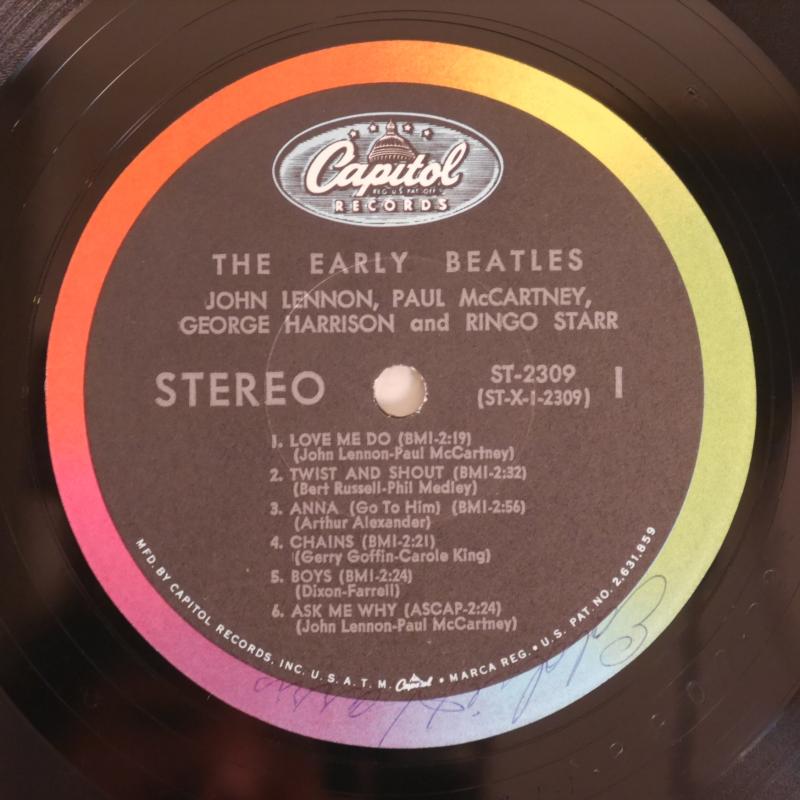 Capitol
REG. U.S. PAT. OFF.
RECORDS
THE EARLY BEATLES
JOHN LENNON, PAUL McCARTNEY,
GEORGE HARRISON and RINGO STARR
STEREO
ST-2309
(ST-X-1-2309)
1
1. LOVE ME DO (BMI-2:19)
(John Lennon-Paul McCartney)
2. TWIST AND SHOUT (BMI-2:32)
(Bert Russell-Phil Medley)
3. ANNA (Go To Him) (BMI-2:56)
(Arthur Alexander)
4. CHAINS (BMI-2:21)
(Gerry Goffin-Carole King)
5. BOYS (BMI-2:24)
(Dixon-Farrell)
6. ASK ME WHY (ASCAP-2:24)
(John Lennon-Paul McCartney)
MFD. BY CAPITOL RECORDS, INC. U.S.A. T.M. Capitol • MARCA REG. • U.S. PAT. NO. 2,631,859